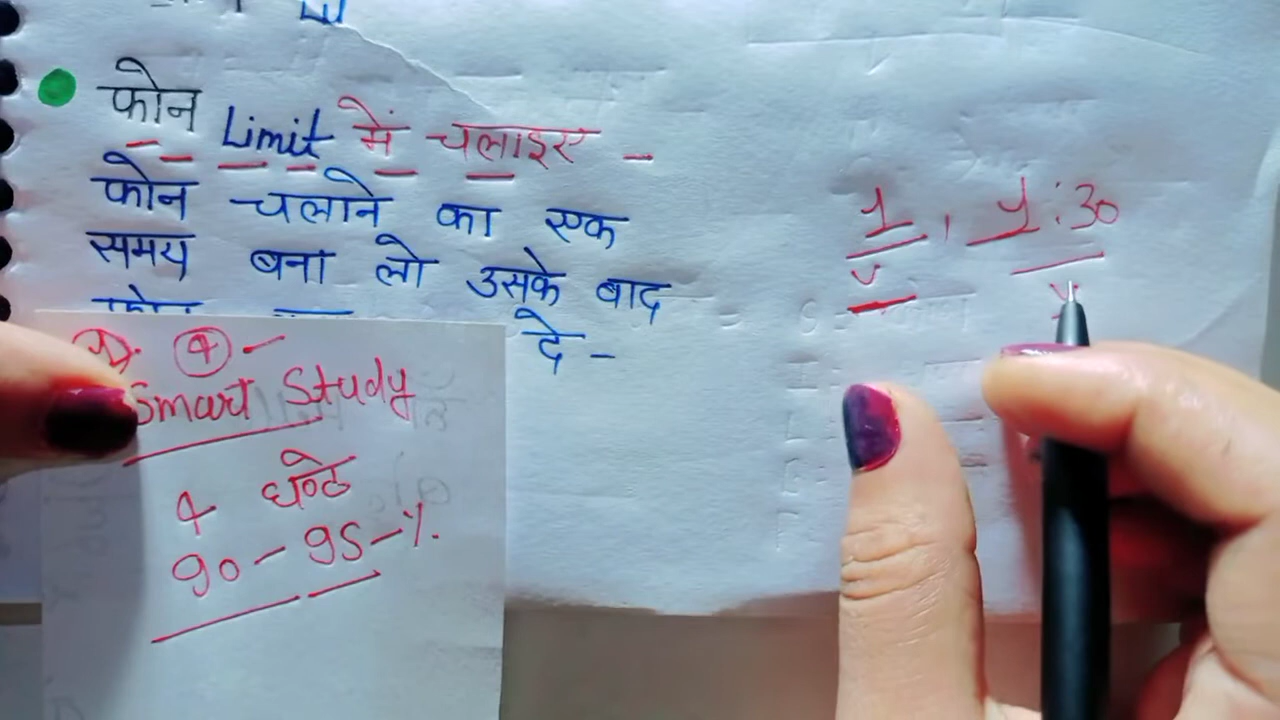 फोन Limit में चलाइए -
फोन चलाने का एक
समय बना लो उसके बाद
दे -
1, 1:30
4
Smart Study
4 घण्टे
90-95-%